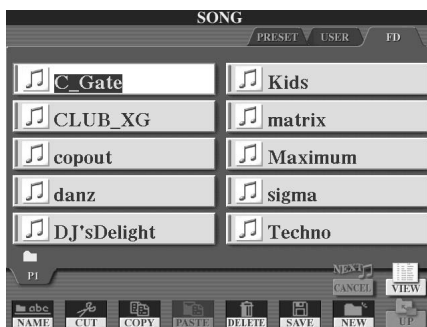 SONG
PRESET USER FD
C_Gate Kids
CLUB_XG matrix
copout Maximum
danz sigma
DJ'sDelight Techno
P1 NEXT
CANCEL VIEW
abc
NAME CUT COPY PASTE DELETE SAVE NEW UP